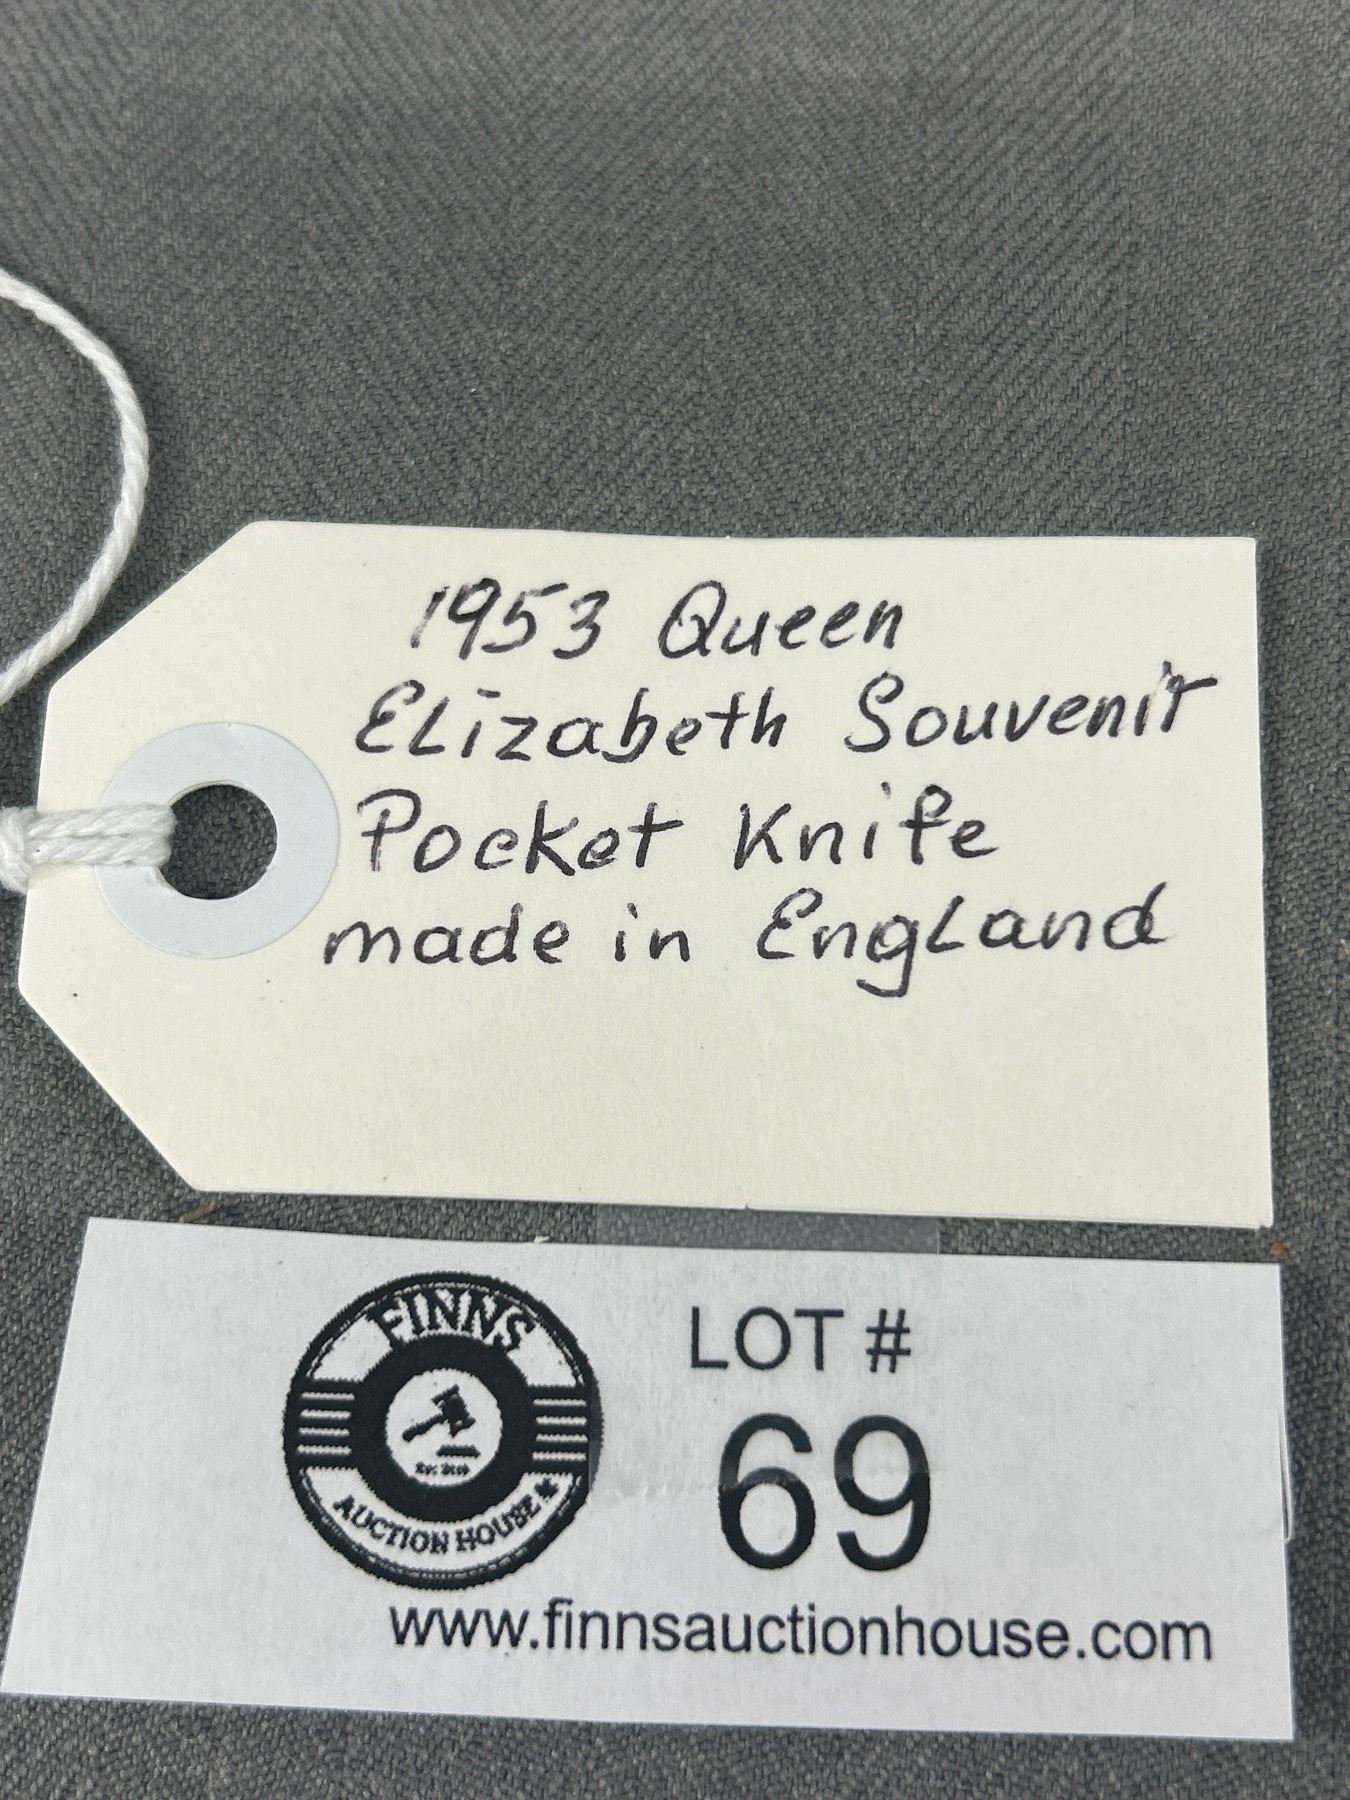 1953 Queen
Elizabeth Souvenir
Pocket Knife
made in England
FINNS
AUCTION HOUSE
LOT #
69
www.finnsauctionhouse.com